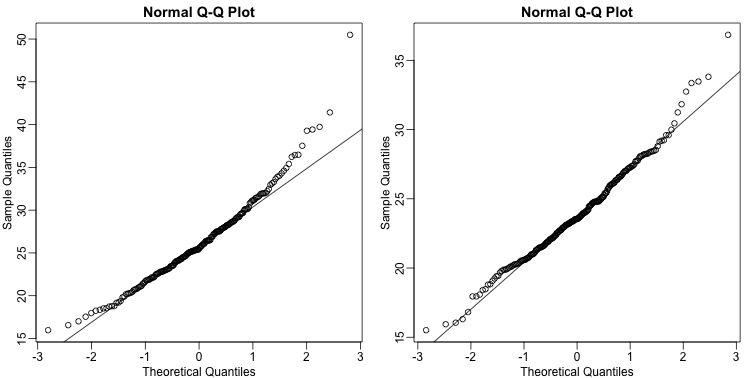 Normal Q-Q Plot
Sample Quantiles
50
45
40
35
30
25
20
15
-3 -2 -1 0 1 2 3
Theoretical Quantiles
Normal Q-Q Plot
Sample Quantiles
35
30
25
20
15
-3 -2 -1 0 1 2 3
Theoretical Quantiles